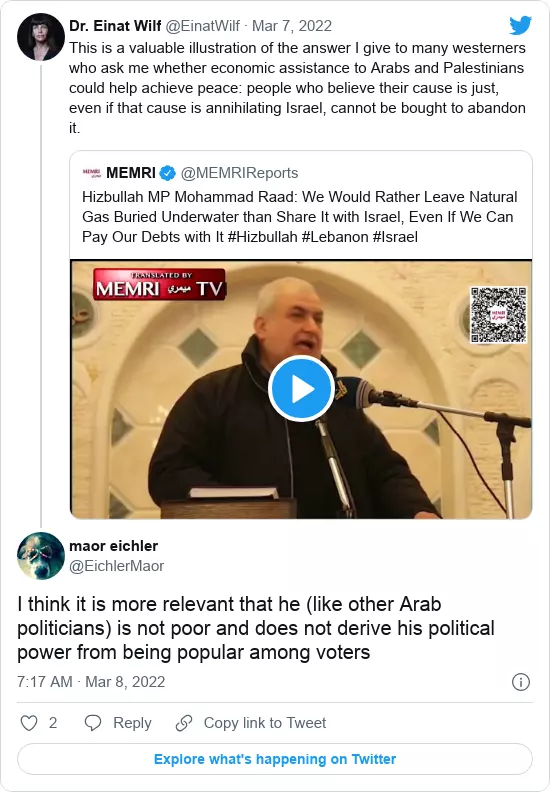 Dr. Einat Wilf @EinatWilf · Mar 7, 2022
This is a valuable illustration of the answer I give to many westerners
who ask me whether economic assistance to Arabs and Palestinians
could help achieve peace: people who believe their cause is just,
even if that cause is annihilating Israel, cannot be bought to abandon
it.
MEMRI @MEMRIReports
Hizbullah MP Mohammad Raad: We Would Rather Leave Natural
Gas Buried Underwater than Share It with Israel, Even If We Can
Pay Our Debts with It #Hizbullah #Lebanon #Israel
TRANSLATED BY
MEMRI ميمري TV
maor eichler
@EichlerMaor
I think it is more relevant that he (like other Arab
politicians) is not poor and does not derive his political
power from being popular among voters
7:17 AM · Mar 8, 2022
2 Reply Copy link to Tweet
Explore what's happening on Twitter